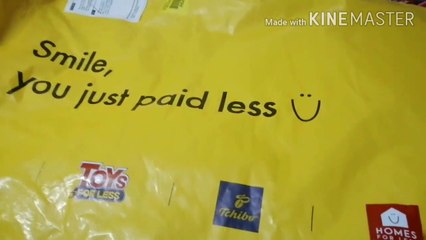 Made with KINEMASTER
Smile,
you just paid less
TOYS
FOR LESS
Tchibo
HOMES
FOR LESS